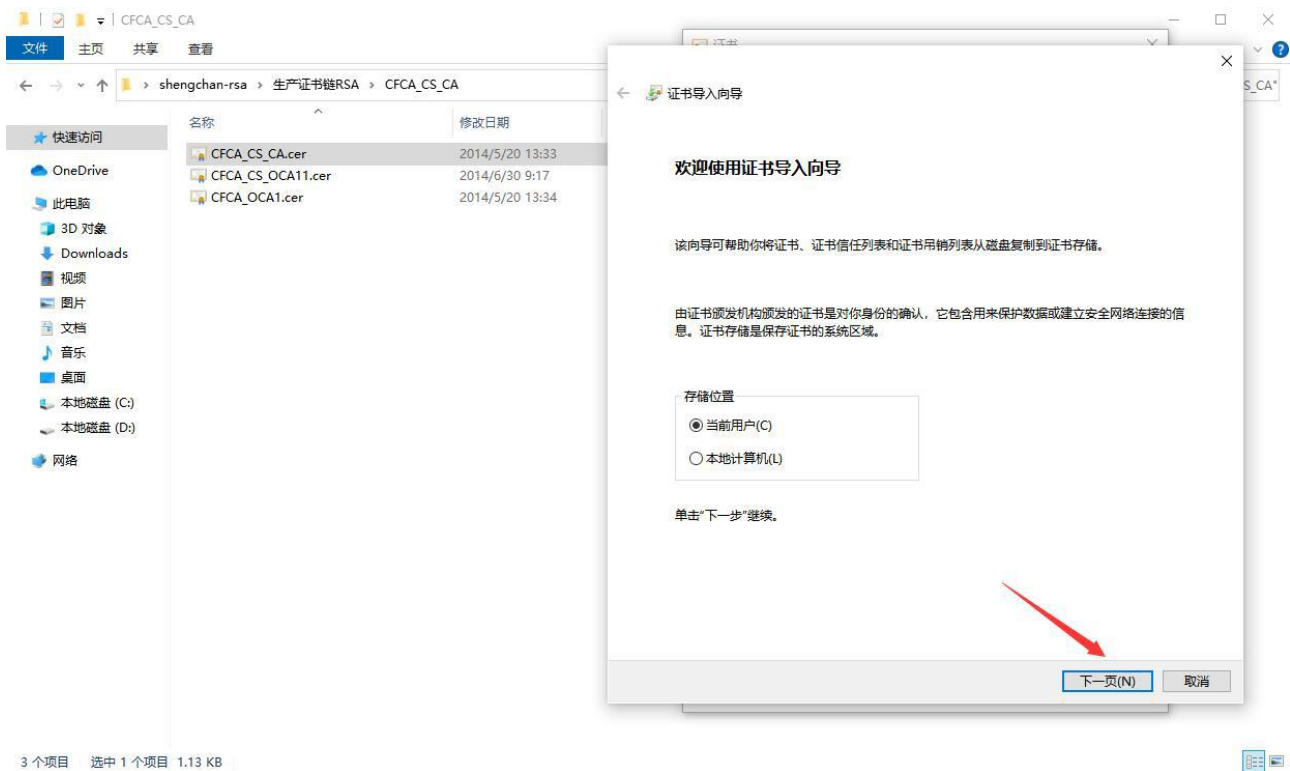 CFCA_CS_CA
文件 主页 共享 查看
shengchan-rsa › 生产证书链RSA › CFCA_CS_CA
S_CA"
名称 修改日期
快速访问
OneDrive
此电脑
3D 对象
Downloads
视频
图片
文档
音乐
桌面
本地磁盘 (C:)
本地磁盘 (D:)
网络
CFCA_CS_CA.cer 2014/5/20 13:33
CFCA_CS_OCA11.cer 2014/6/30 9:17
CFCA_OCA1.cer 2014/5/20 13:34
证书
证书导入向导
欢迎使用证书导入向导
该向导可帮助你将证书、证书信任列表和证书吊销列表从磁盘复制到证书存储。
由证书颁发机构颁发的证书是对你身份的确认，它包含用来保护数据或建立安全网络连接的信
息。证书存储是保存证书的系统区域。
存储位置
当前用户(C)
本地计算机(L)
单击"下一步"继续。
下一页(N) 取消
3 个项目 选中 1 个项目 1.13 KB